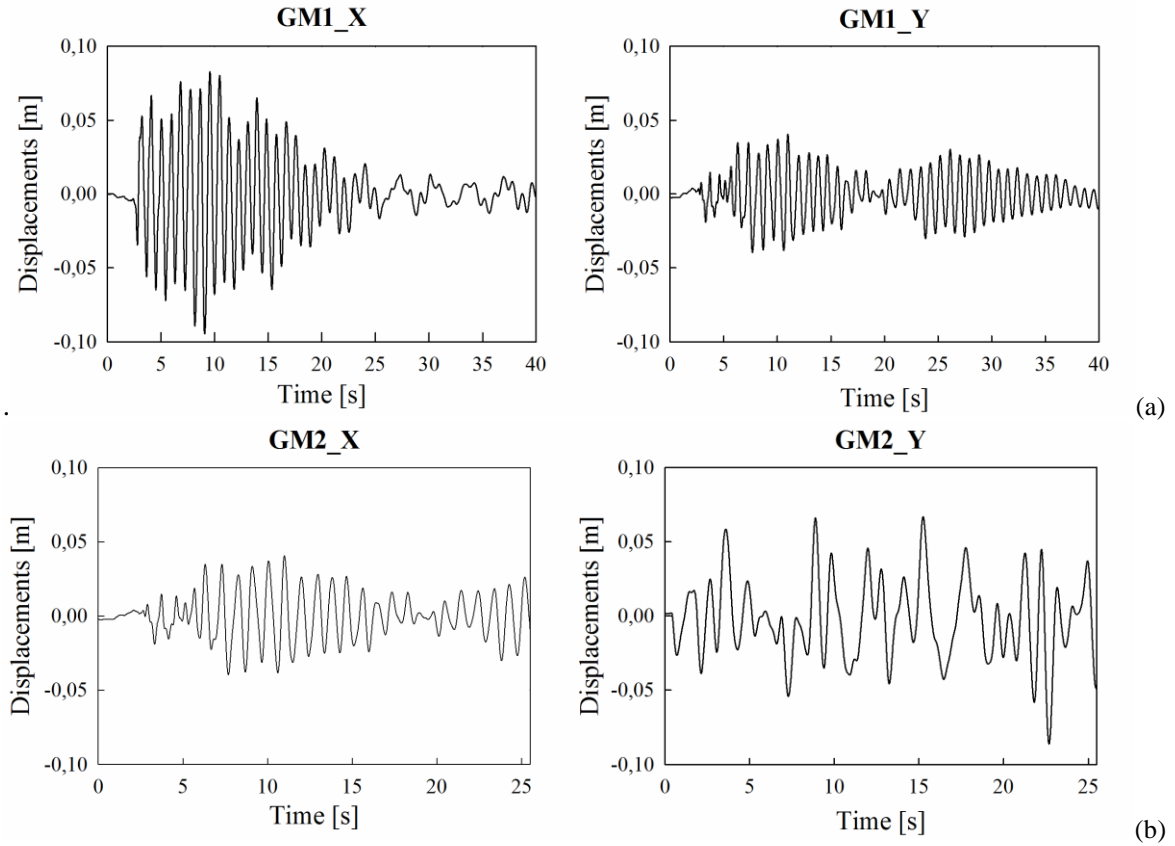 GM1_X
GM1_Y
Displacements [m]
0,10
0,05
0,00
-0,05
-0,10
0 5 10 15 20 25 30 35 40
Time [s]
Displacements [m]
0,10
0,05
0,00
-0,05
-0,10
0 5 10 15 20 25 30 35 40
Time [s]
. (a)
GM2_X
GM2_Y
Displacements [m]
0,10
0,05
0,00
-0,05
-0,10
0 5 10 15 20 25
Time [s]
Displacements [m]
0,10
0,05
0,00
-0,05
-0,10
0 5 10 15 20 25
Time [s]
(b)